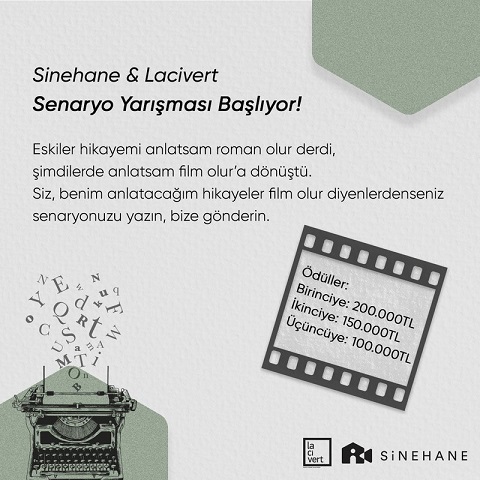 Sinehane & Lacivert
Senaryo Yarışması Başlıyor!
Eskiler hikayemi anlatsam roman olur derdi,
şimdilerde anlatsam film olur’a dönüştü.
Siz, benim anlatacağım hikayeler film olur diyenlerdenseniz
senaryonuzu yazın, bize gönderin.
Ödüller:
Birinciye: 200.000TL
İkinciye: 150.000TL
Üçüncüye: 100.000TL
la
ci
vert
SiNEHANE